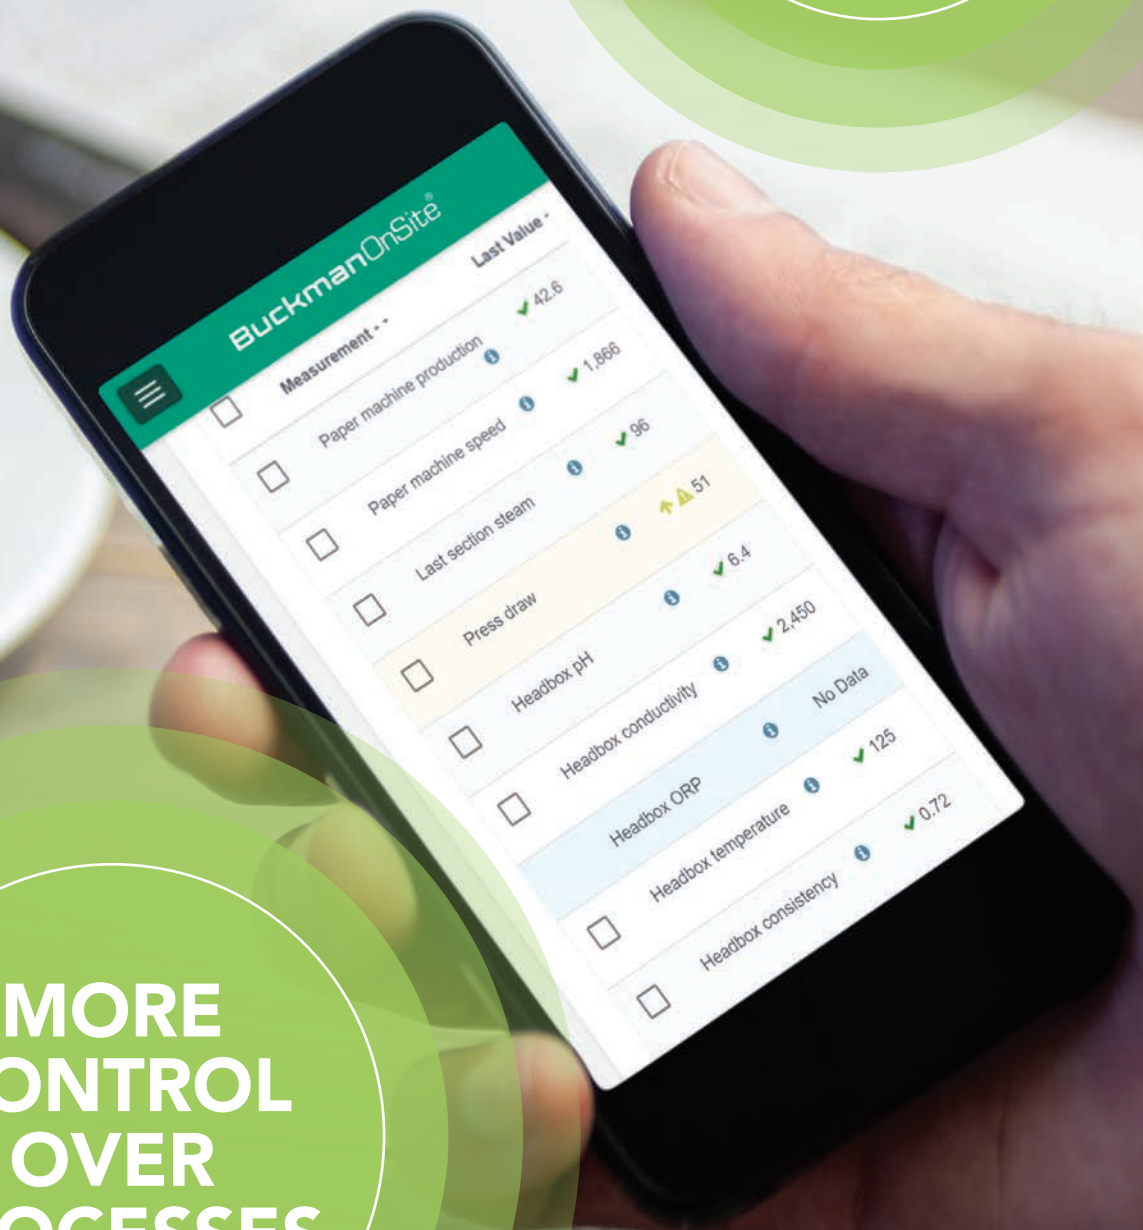 BuckmanOnSite®
Measurement Last Value
Paper machine production 42.6
Paper machine speed 1,866
Last section steam 96
Press draw 51
Headbox pH 6.4
Headbox conductivity 2,450
Headbox ORP No Data
Headbox temperature 125
Headbox consistency 0.72
MORE
ONTROL
OVER
OCESSES